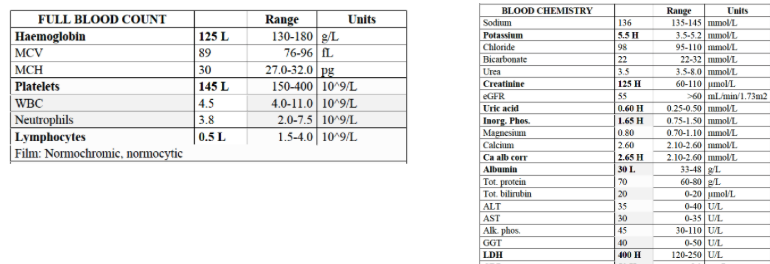 FULL BLOOD COUNT Range Units
Haemoglobin 125 L 130-180 g/L
MCV 89 76-96 fL
MCH 30 27.0-32.0 pg
Platelets 145 L 150-400 10^9/L
WBC 4.5 4.0-11.0 10^9/L
Neutrophils 3.8 2.0-7.5 10^9/L
Lymphocytes 0.5 L 1.5-4.0 10^9/L
Film: Normochromic, normocytic
BLOOD CHEMISTRY Range Units
Sodium 136 135-145 mmol/L
Potassium 5.5 H 3.5-5.2 mmol/L
Chloride 98 95-110 mmol/L
Bicarbonate 22 22-32 mmol/L
Urea 3.5 3.5-8.0 mmol/L
Creatinine 125 H 60-110 µmol/L
eGFR 55 >60 mL/min/1.73m2
Uric acid 0.60 H 0.25-0.50 mmol/L
Inorg. Phos. 1.65 H 0.75-1.50 mmol/L
Magnesium 0.80 0.70-1.10 mmol/L
Calcium 2.60 2.10-2.60 mmol/L
Ca alb corr 2.65 H 2.10-2.60 mmol/L
Albumin 30 L 33-48 g/L
Tot. protein 70 60-80 g/L
Tot. bilirubin 20 0-20 µmol/L
ALT 35 0-40 U/L
AST 30 0-35 U/L
Alk. phos. 45 30-110 U/L
GGT 40 0-50 U/L
LDH 400 H 120-250 U/L